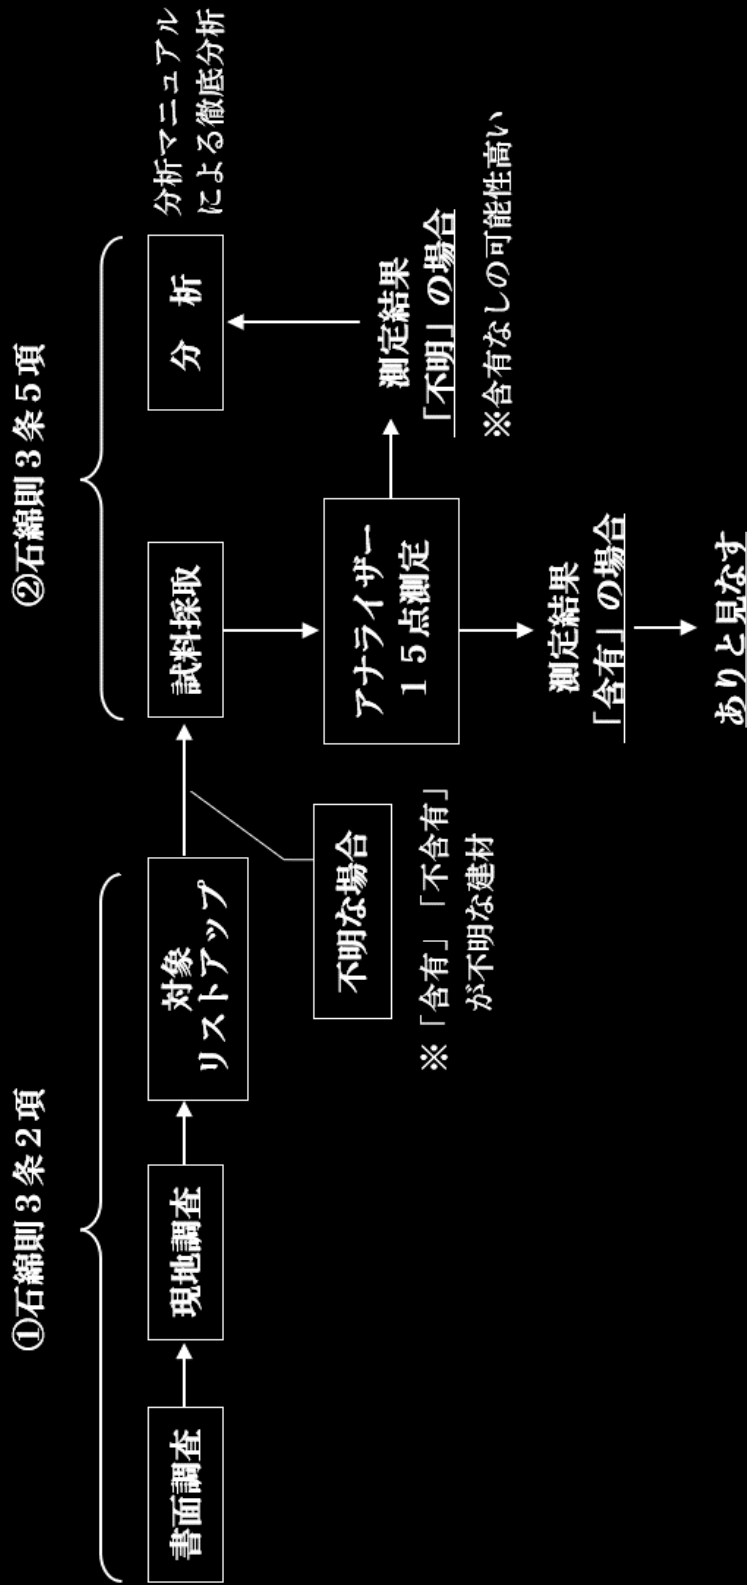 ①石綿則３条２項
②石綿則３条５項
書面調査
現地調査
対象
リストアップ
不明な場合
※「含有」「不含有」
が不明な建材
試料採取
アナライザー
１５点測定
測定結果
「含有」の場合
ありと見なす
測定結果
「不明」の場合
※含有なしの可能性高い
分　析
分析マニュアル
による徹底分析